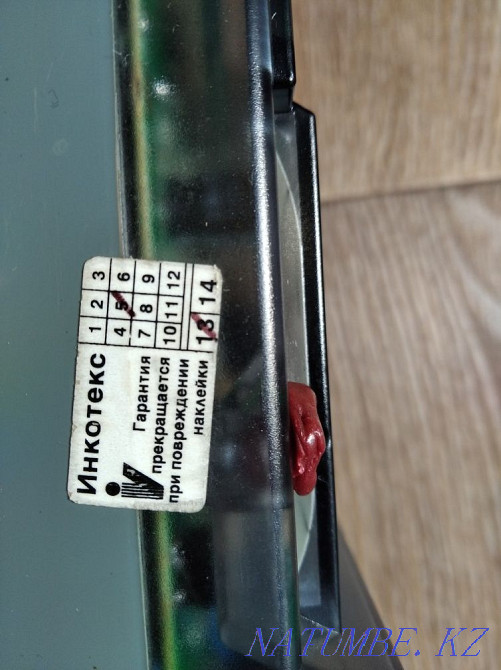 Инкотекс
Гарантия
прекращается
при повреждении
наклейки
1 2 3
4 5 6
7 8 9
10 11 12
13 14
NATUMBE. KZ